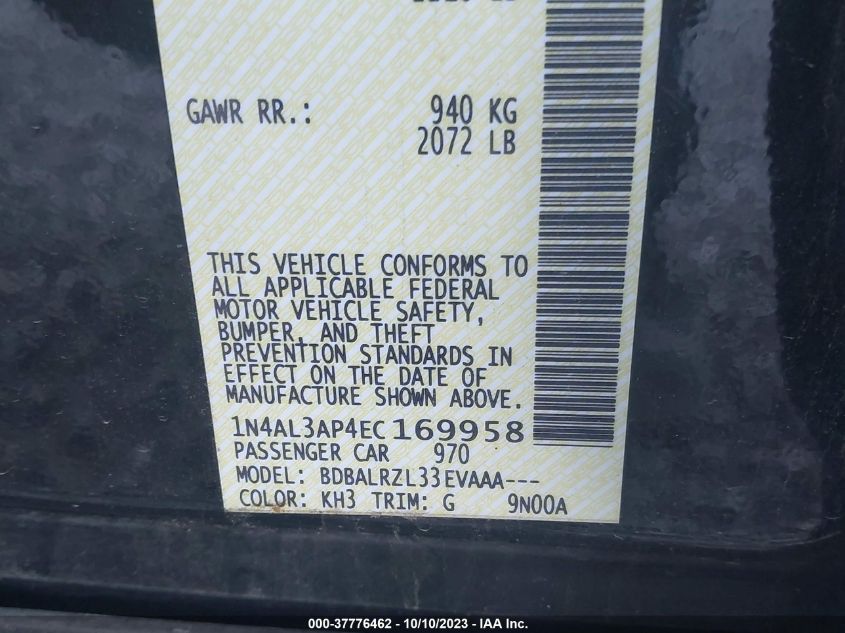 GAWR RR.: 940 KG
2072 LB
THIS VEHICLE CONFORMS TO
ALL APPLICABLE FEDERAL
MOTOR VEHICLE SAFETY,
BUMPER, AND THEFT
PREVENTION STANDARDS IN
EFFECT ON THE DATE OF
MANUFACTURE SHOWN ABOVE.
1N4AL3AP4EC169958
PASSENGER CAR 970
MODEL: BDBALRZL33EVAAA---
COLOR: KH3 TRIM: G 9N00A
000-37776462 - 10/10/2023 - IAA Inc.